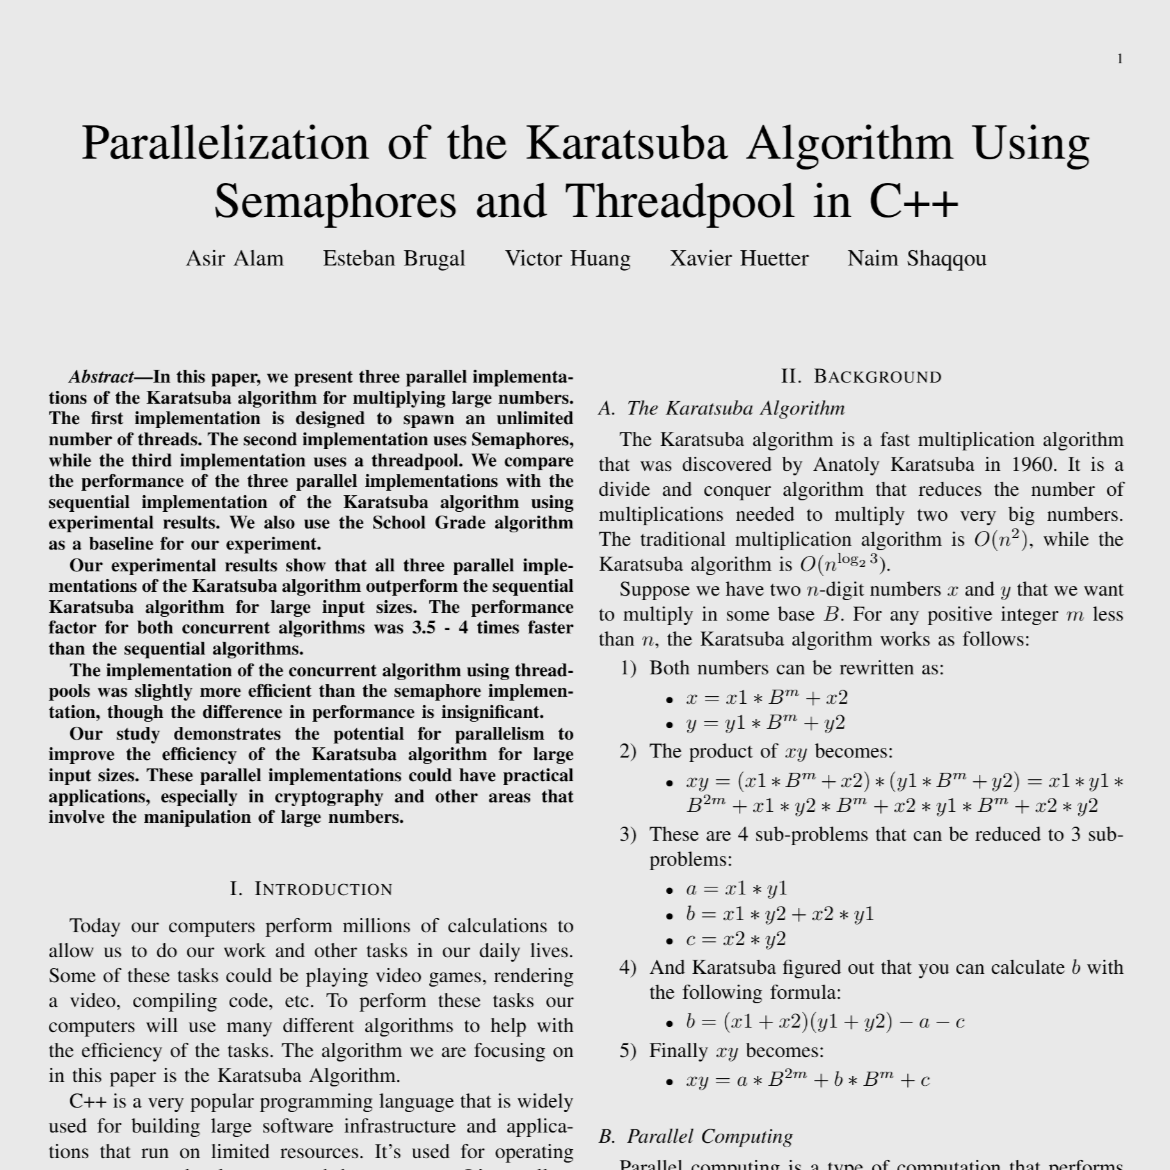 1
Parallelization of the Karatsuba Algorithm Using
Semaphores and Threadpool in C++
Asir Alam Esteban Brugal Victor Huang Xavier Huetter Naim Shaqqou
Abstract—In this paper, we present three parallel implementa-
tions of the Karatsuba algorithm for multiplying large numbers.
The first implementation is designed to spawn an unlimited
number of threads. The second implementation uses Semaphores,
while the third implementation uses a threadpool. We compare
the performance of the three parallel implementations with the
sequential implementation of the Karatsuba algorithm using
experimental results. We also use the School Grade algorithm
as a baseline for our experiment.
Our experimental results show that all three parallel imple-
mentations of the Karatsuba algorithm outperform the sequential
Karatsuba algorithm for large input sizes. The performance
factor for both concurrent algorithms was 3.5 - 4 times faster
than the sequential algorithms.
The implementation of the concurrent algorithm using thread-
pools was slightly more efficient than the semaphore implemen-
tation, though the difference in performance is insignificant.
Our study demonstrates the potential for parallelism to
improve the efficiency of the Karatsuba algorithm for large
input sizes. These parallel implementations could have practical
applications, especially in cryptography and other areas that
involve the manipulation of large numbers.
I. INTRODUCTION
Today our computers perform millions of calculations to
allow us to do our work and other tasks in our daily lives.
Some of these tasks could be playing video games, rendering
a video, compiling code, etc. To perform these tasks our
computers will use many different algorithms to help with
the efficiency of the tasks. The algorithm we are focusing on
in this paper is the Karatsuba Algorithm.
C++ is a very popular programming language that is widely
used for building large software infrastructure and applica-
tions that run on limited resources. It's used for operating
II. BACKGROUND
A. The Karatsuba Algorithm
The Karatsuba algorithm is a fast multiplication algorithm
that was discovered by Anatoly Karatsuba in 1960. It is a
divide and conquer algorithm that reduces the number of
multiplications needed to multiply two very big numbers.
The traditional multiplication algorithm is O(n²), while the
Karatsuba algorithm is O(n^{log₂ 3}).
Suppose we have two n-digit numbers x and y that we want
to multiply in some base B. For any positive integer m less
than n, the Karatsuba algorithm works as follows:
1) Both numbers can be rewritten as:
• x = x1 ∗ B^m + x2
• y = y1 ∗ B^m + y2
2) The product of xy becomes:
• xy = (x1 ∗ B^m + x2) ∗ (y1 ∗ B^m + y2) = x1 ∗ y1 ∗
B^{2m} + x1 ∗ y2 ∗ B^m + x2 ∗ y1 ∗ B^m + x2 ∗ y2
3) These are 4 sub-problems that can be reduced to 3 sub-
problems:
• a = x1 ∗ y1
• b = x1 ∗ y2 + x2 ∗ y1
• c = x2 ∗ y2
4) And Karatsuba figured out that you can calculate b with
the following formula:
• b = (x1 + x2)(y1 + y2) − a − c
5) Finally xy becomes:
• xy = a ∗ B^{2m} + b ∗ B^m + c
B. Parallel Computing
Parallel computing is a type of computation that performs